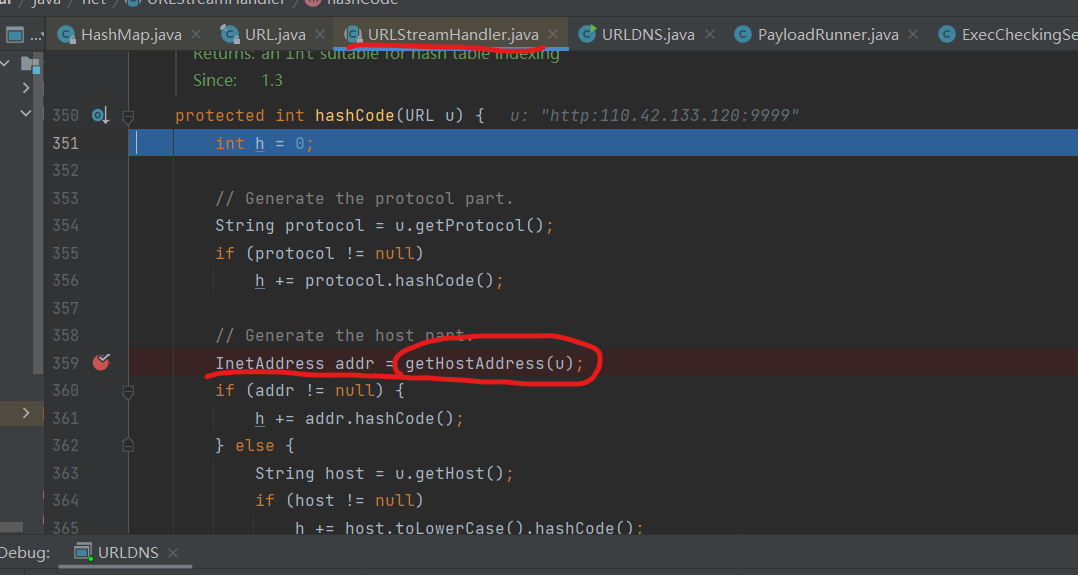 ur / java / net / URLStreamHandler / hashCode
... HashMap.java × URL.java × URLStreamHandler.java × URLDNS.java × PayloadRunner.java × ExecCheckingSe
Returns: an int suitable for hash table indexing
Since: 1.3
350 protected int hashCode(URL u) { u: "http:110.42.133.120:9999"
351 int h = 0;
352
353 // Generate the protocol part.
354 String protocol = u.getProtocol();
355 if (protocol != null)
356 h += protocol.hashCode();
357
358 // Generate the host part.
359 InetAddress addr = getHostAddress(u);
360 if (addr != null) {
361 h += addr.hashCode();
362 } else {
363 String host = u.getHost();
364 if (host != null)
365 h += host.toLowerCase().hashCode();
Debug: URLDNS ×